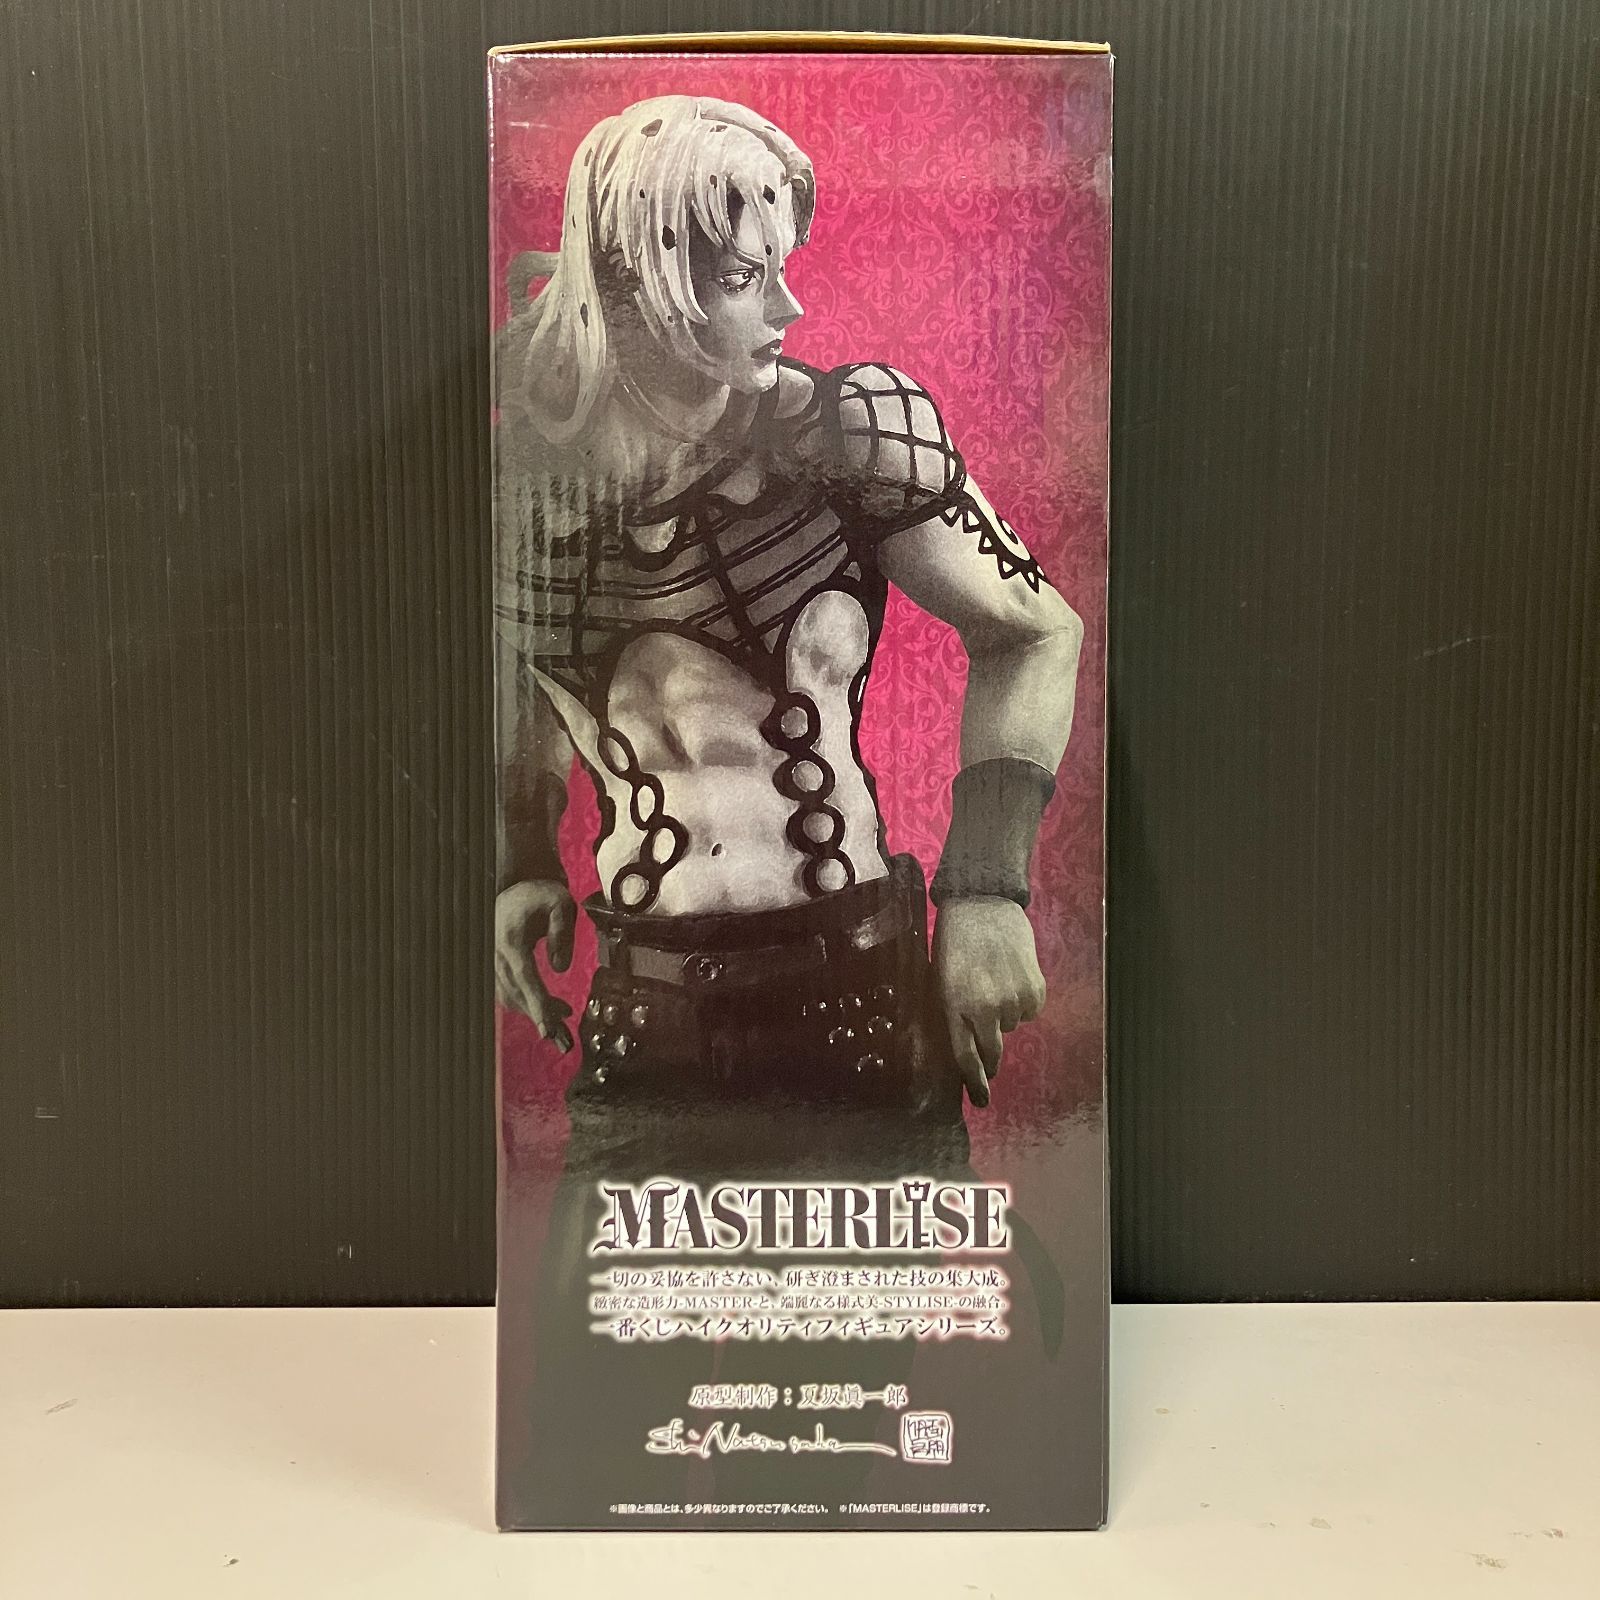 MASTERLISE
一切の妥協を許さない、研ぎ澄まされた技の集大成。
緻密な造形力-MASTER-と、端麗なる様式美-STYLISE-の融合。
一番くじハイクオリティフィギュアシリーズ。
原型制作：夏坂眞一郎
Shin Natsusaka
※画像と商品とは、多少異なりますのでご了承ください。 ※「MASTERLISE」は登録商標です。